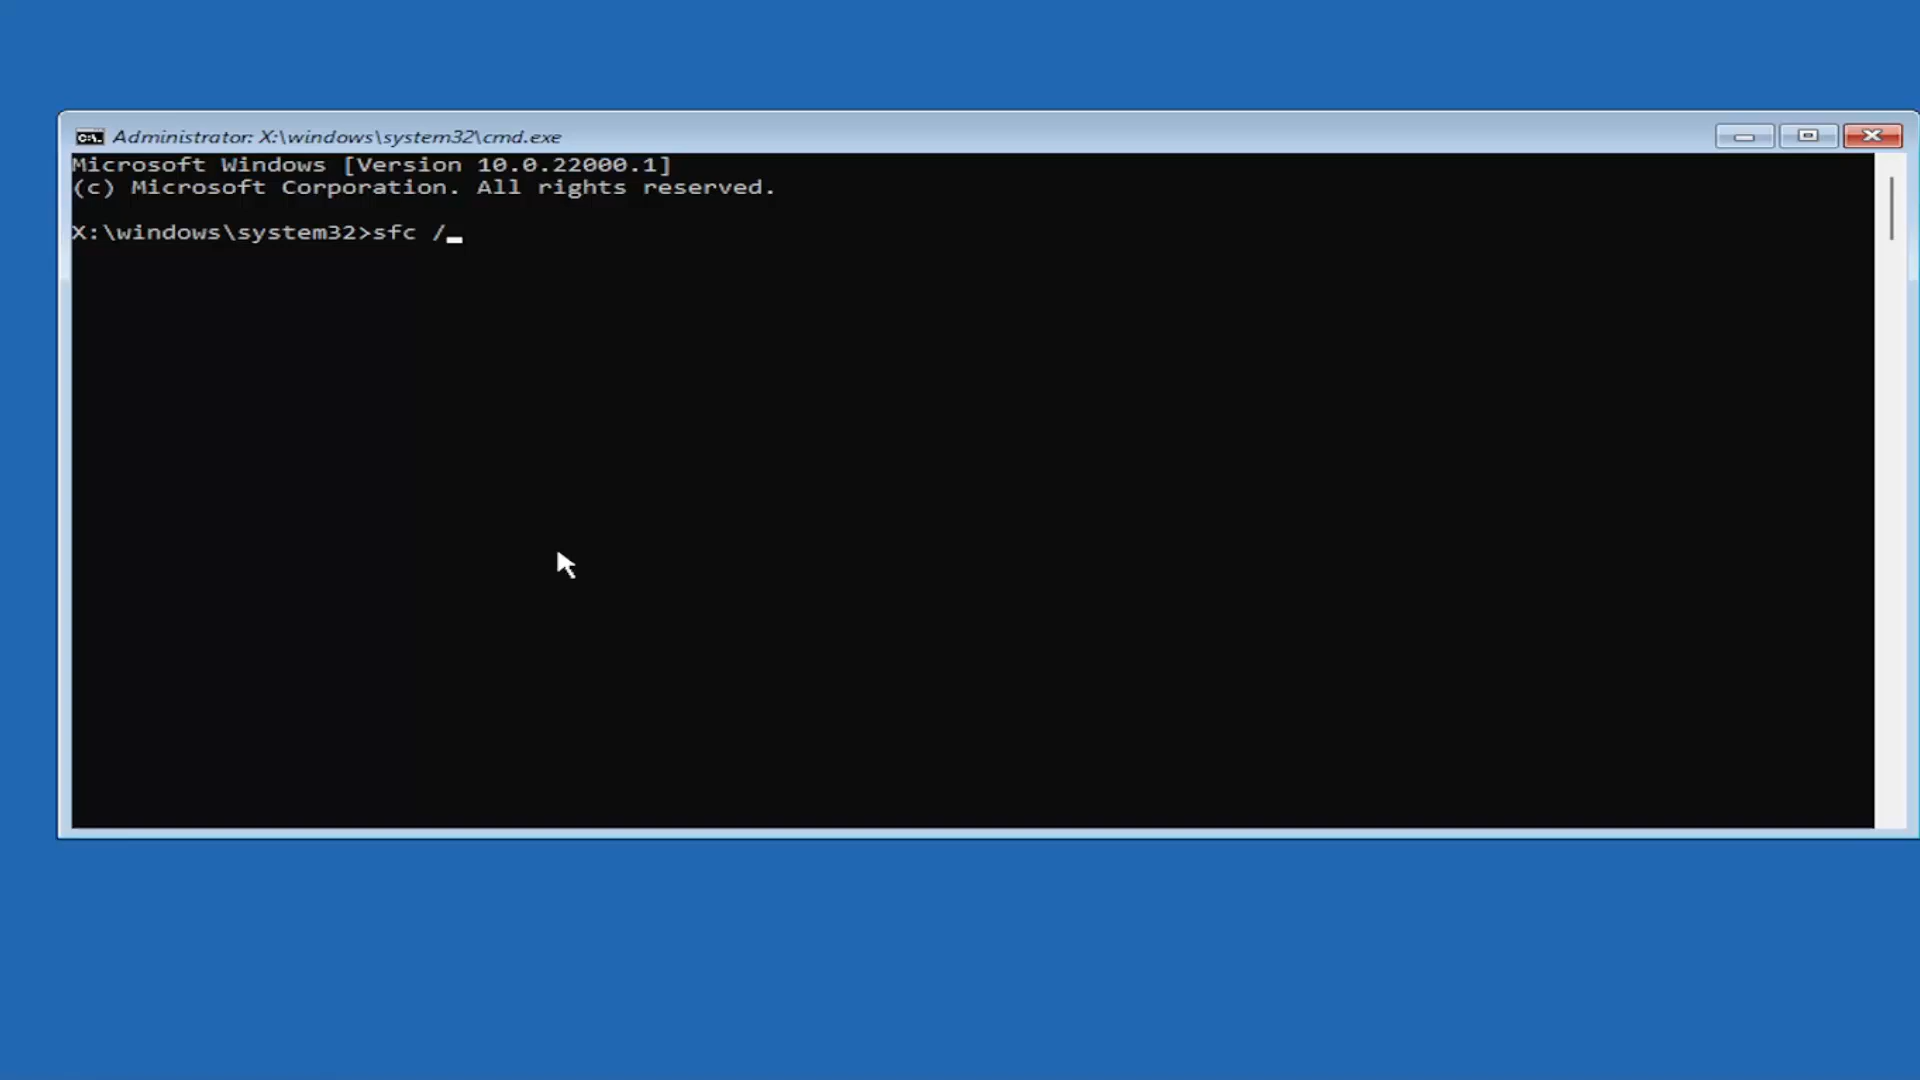 Administrator: X:\windows\system32\cmd.exe
Microsoft Windows [Version 10.0.22000.1]
(c) Microsoft Corporation. All rights reserved.
X:\windows\system32>sfc /_